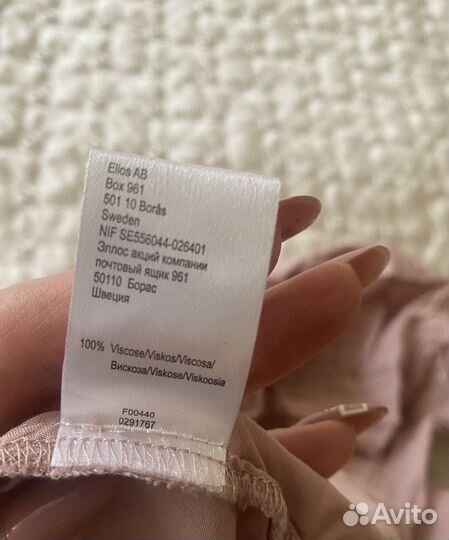 Ellos AB
Box 961
501 10 Borås
Sweden
NIF SE556044-026401
Эллос акций компании
почтовый ящик 961
50110 Борас
Швеция
100% Viscose/Viskos/Viscosa/
Вискоза/Viskose/Viskoosia
F00440
0291767
Avito